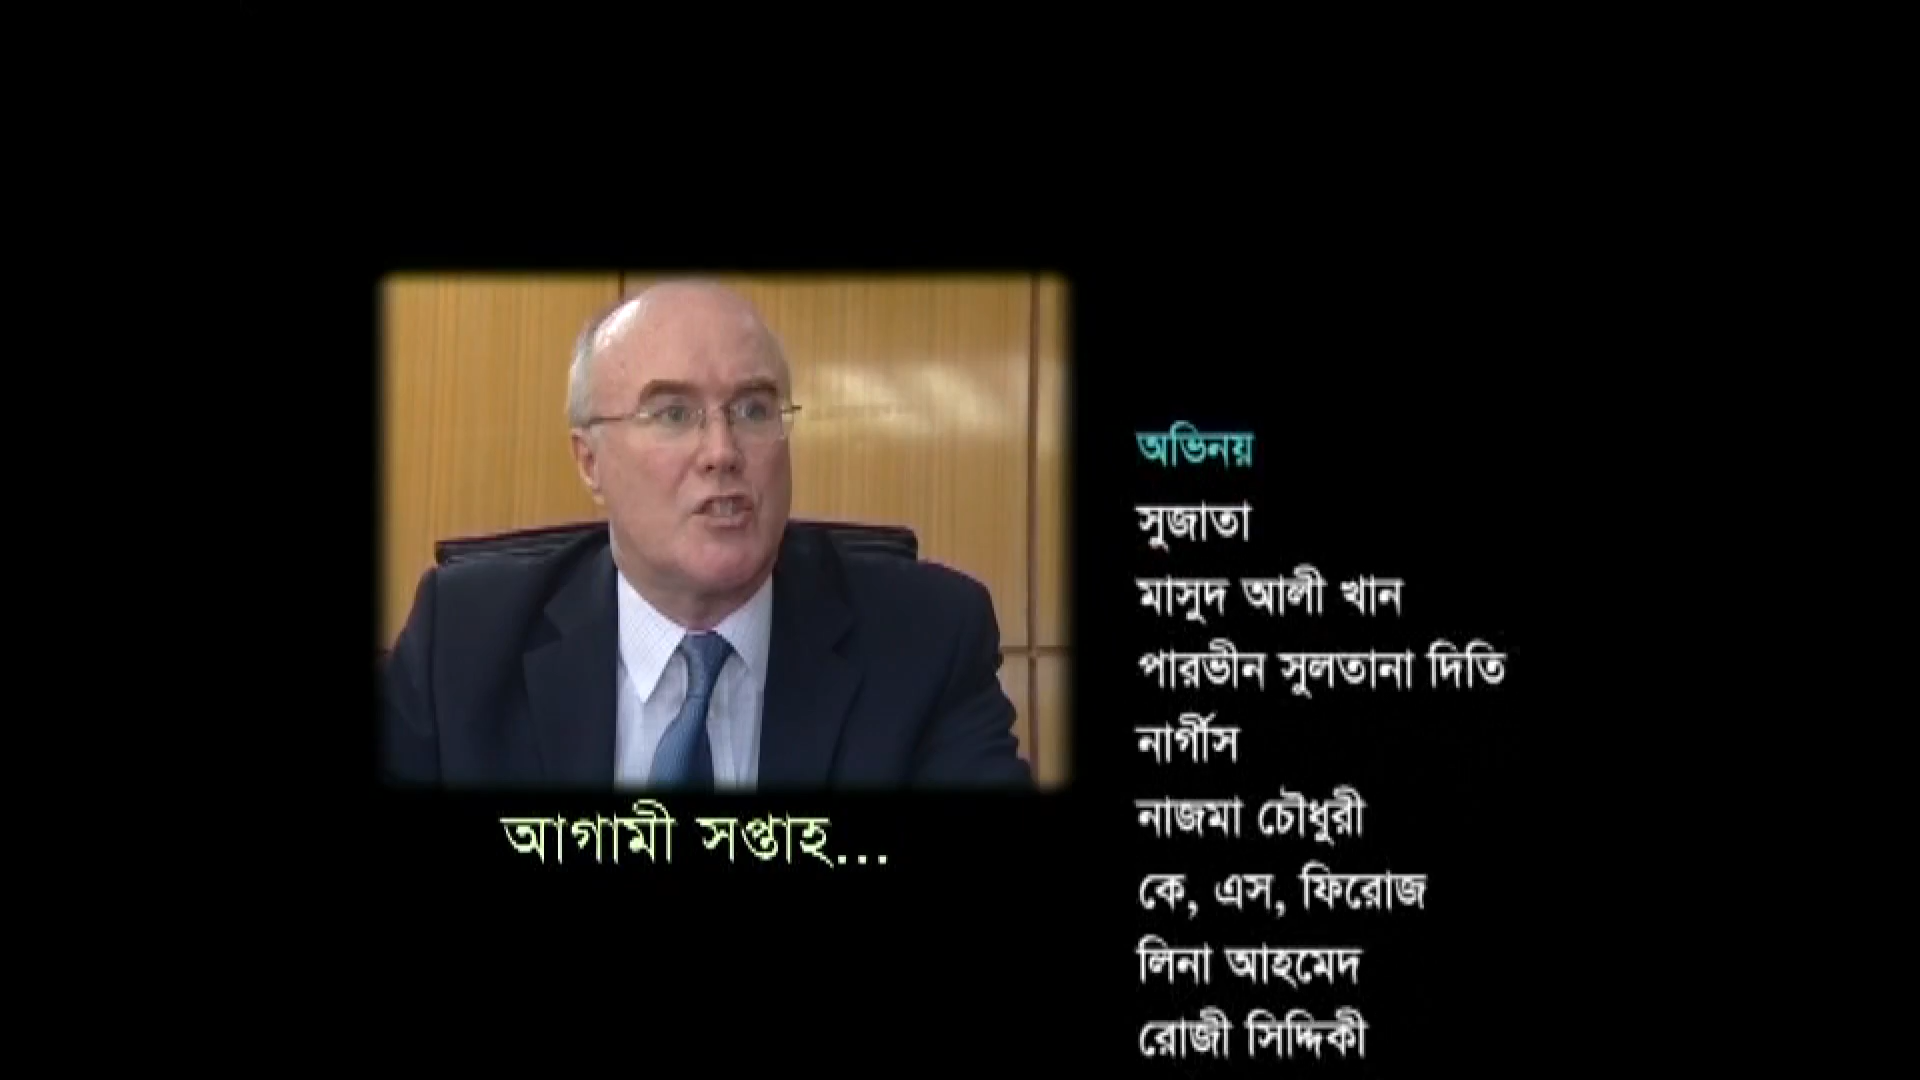 আগামী সপ্তাহ...
অভিনয়
সুজাতা
মাসুদ আলী খান
পারভীন সুলতানা দিতি
নার্গীস
নাজমা চৌধুরী
কে, এস, ফিরোজ
লিনা আহমেদ
রোজী সিদ্দিকী